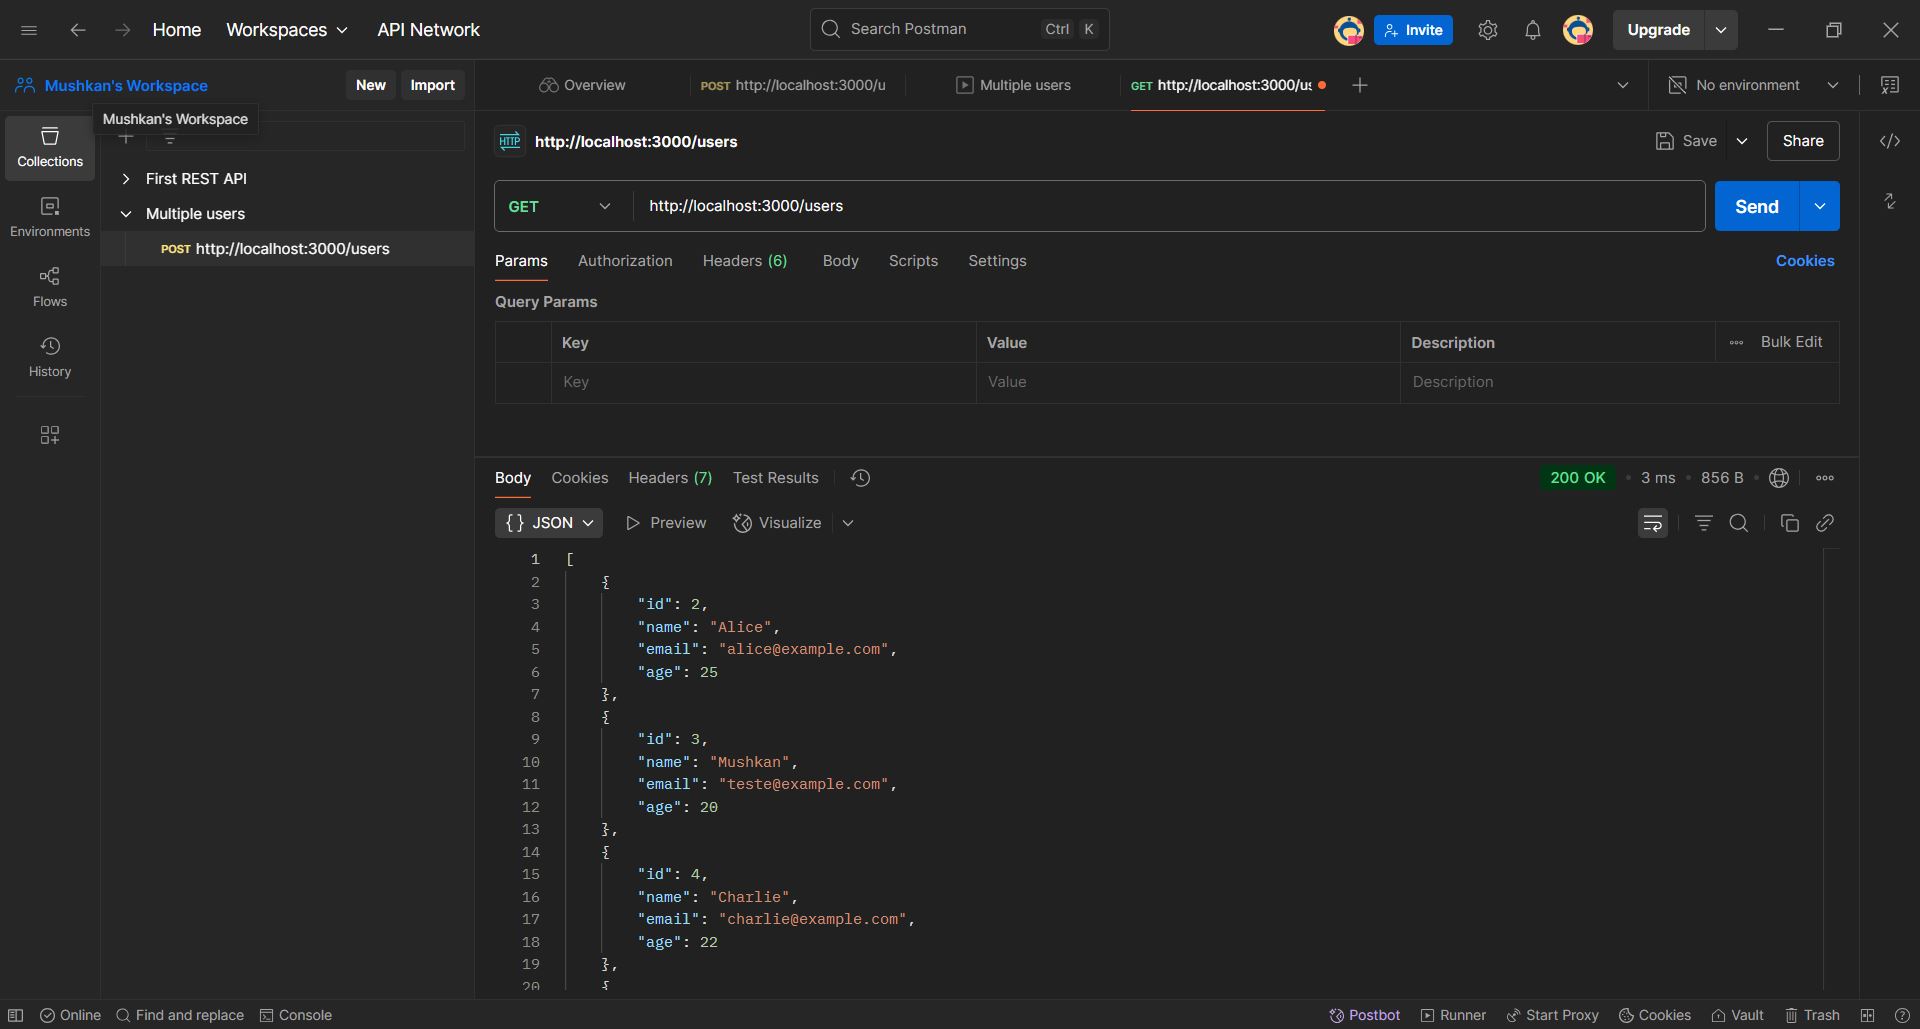 Home Workspaces API Network Search Postman Ctrl K Invite Upgrade
Mushkan's Workspace New Import Overview POST http://localhost:3000/u Multiple users GET http://localhost:3000/us No environment
Mushkan's Workspace
Collections
Environments
Flows
History
First REST API
Multiple users
POST http://localhost:3000/users
HTTP http://localhost:3000/users Save Share
GET http://localhost:3000/users Send
Params Authorization Headers (6) Body Scripts Settings Cookies
Query Params
Key Value Description Bulk Edit
Key Value Description
Body Cookies Headers (7) Test Results 200 OK 3 ms 856 B
{} JSON Preview Visualize
1 [
2 {
3 "id": 2,
4 "name": "Alice",
5 "email": "alice@example.com",
6 "age": 25
7 },
8 {
9 "id": 3,
10 "name": "Mushkan",
11 "email": "teste@example.com",
12 "age": 20
13 },
14 {
15 "id": 4,
16 "name": "Charlie",
17 "email": "charlie@example.com",
18 "age": 22
19 },
20 {
Online Find and replace Console Postbot Runner Start Proxy Cookies Vault Trash